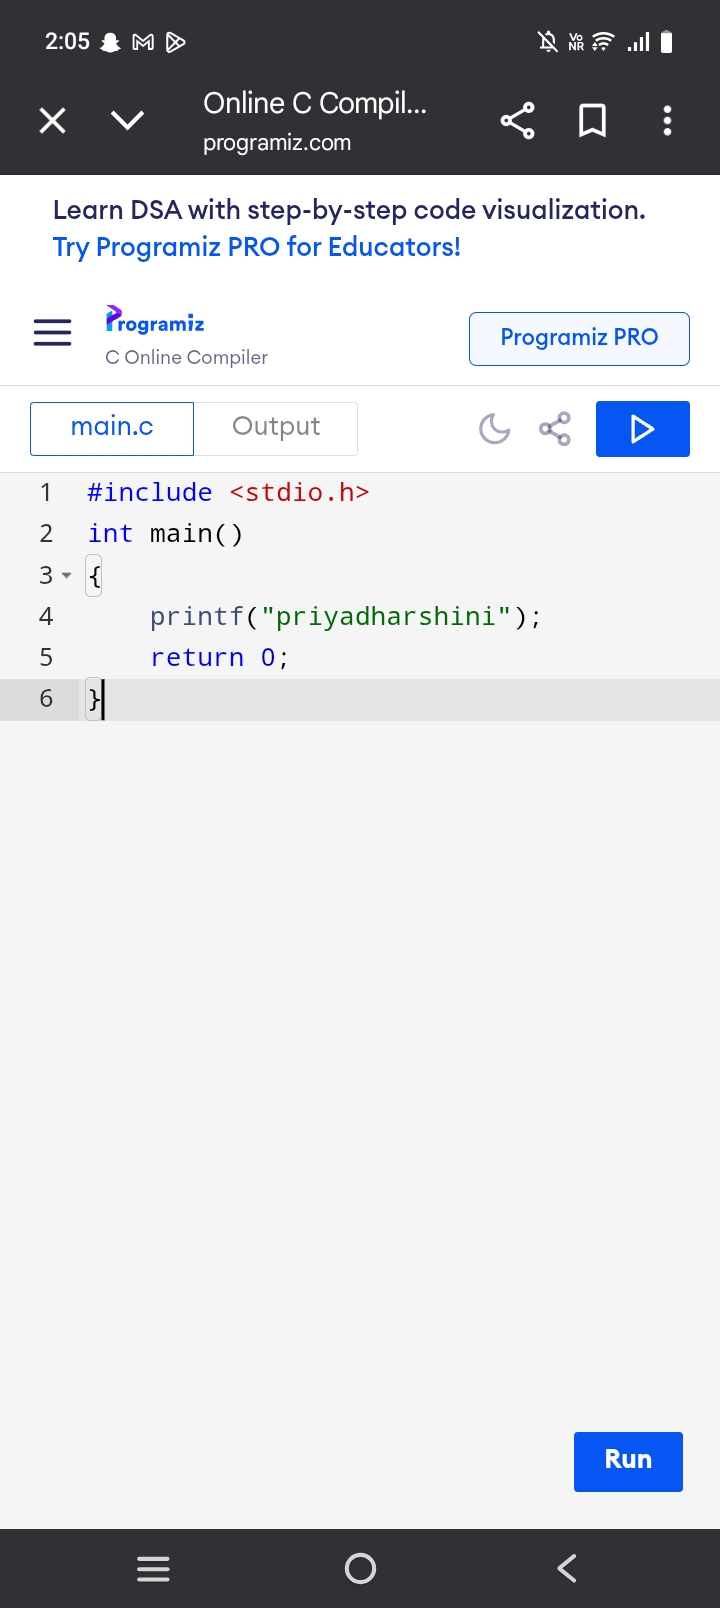 2:05
Vo
NR
Online C Compil...
programiz.com
Learn DSA with step-by-step code visualization.
Try Programiz PRO for Educators!
Programiz
C Online Compiler
Programiz PRO
main.c
Output
1 #include <stdio.h>
2 int main()
3 {
4     printf("priyadharshini");
5     return 0;
6 }
Run